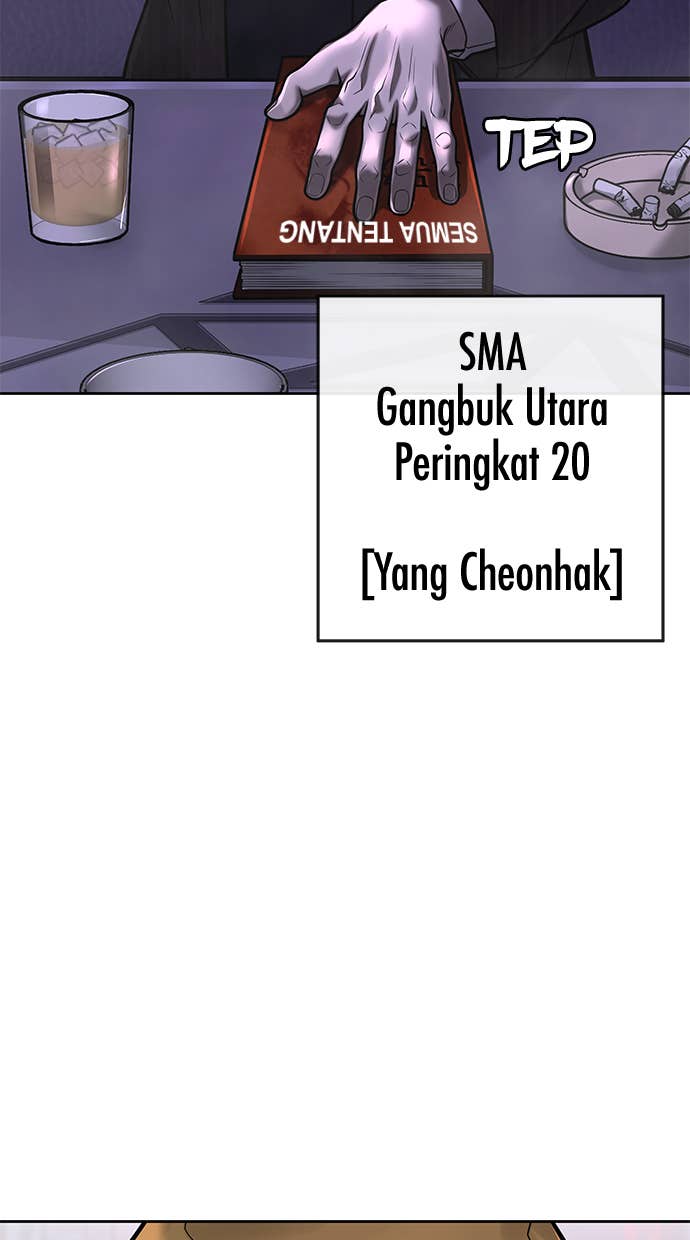 TEP
SEMUA TENTANG
SMA
Gangbuk Utara
Peringkat 20
[Yang Cheonhak]